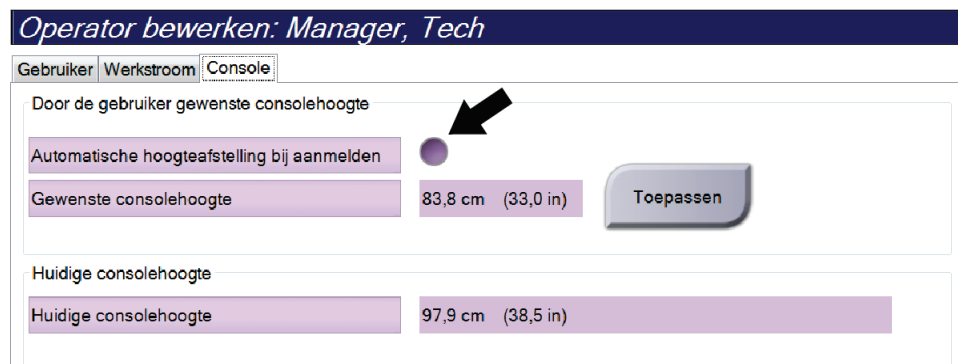 Operator bewerken: Manager, Tech
Gebruiker Werkstroom Console
Door de gebruiker gewenste consolehoogte
Automatische hoogteafstelling bij aanmelden
Gewenste consolehoogte 83,8 cm (33,0 in) Toepassen
Huidige consolehoogte
Huidige consolehoogte 97,9 cm (38,5 in)